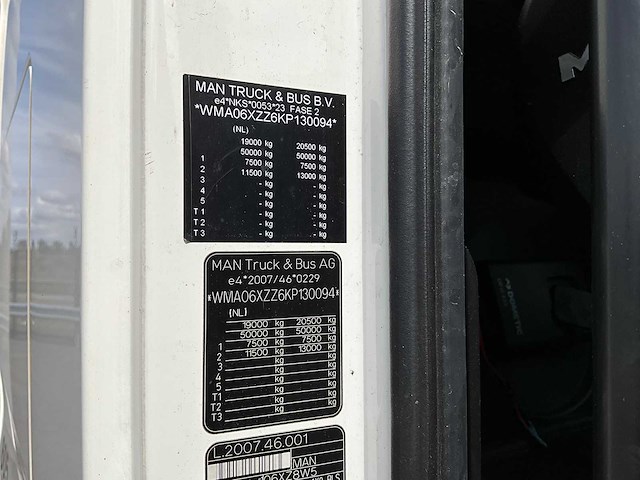 MAN TRUCK & BUS B.V.
e4*NKS*0053*23 FASE 2
*WMA06XZZ6KP130094*
(NL)
19000 kg 20500 kg
50000 kg 50000 kg
1 7500 kg 7500 kg
2 11500 kg 13000 kg
3 - kg - kg
4 - kg - kg
5 - kg - kg
T1 - kg - kg
T2 - kg - kg
T3 - kg - kg
MAN Truck & Bus AG
e4*2007/46*0229
*WMA06XZZ6KP130094*
(NL)
19000 kg 20500 kg
50000 kg 50000 kg
1 7500 kg 7500 kg
2 11500 kg 13000 kg
3 kg kg
4 kg kg
5 kg kg
T1 kg kg
T2 kg kg
T3 kg kg
L.2007.46.001
MAN
06XZ8W5
DOMETIC
M